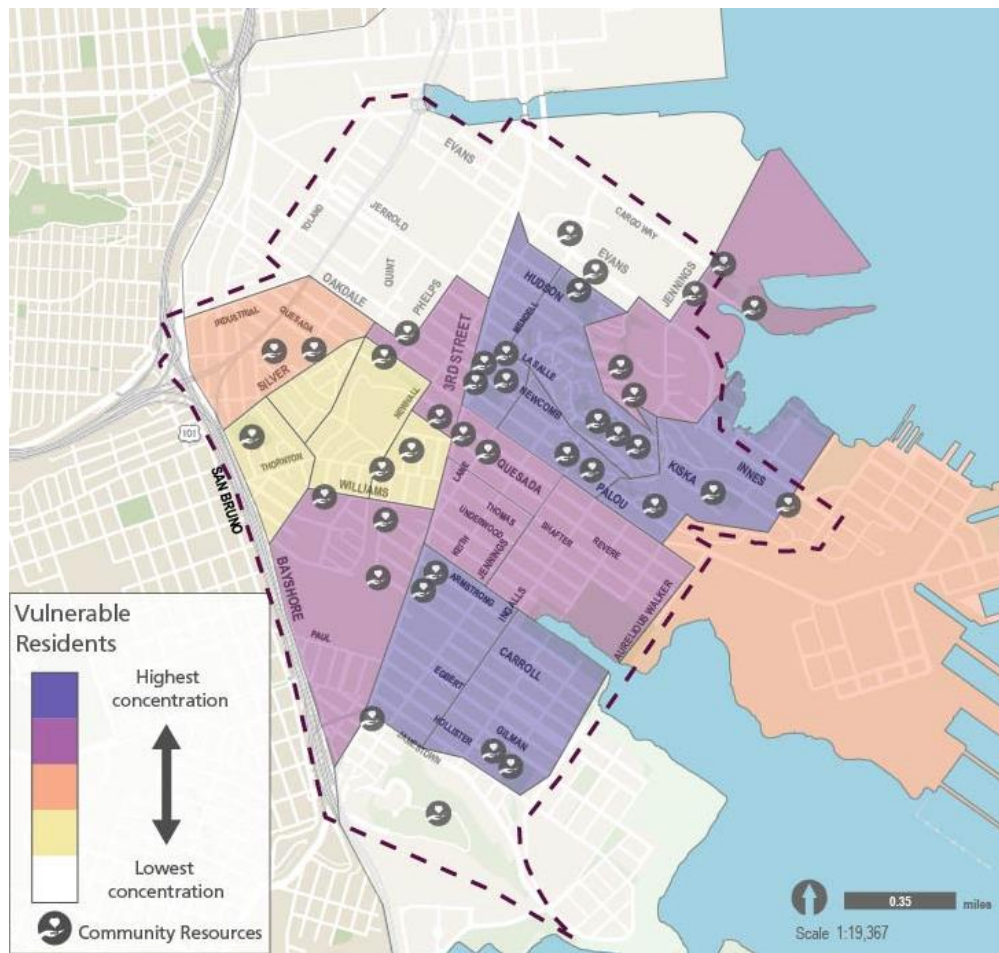 EVANS
CARGO WAY
TOLAND
JERROLD
EVANS
QUINT
OAKDALE
PHELPS
HUDSON
JENNINGS
INDUSTRIAL
QUESADA
MENDELL
3RD STREET
LA SALLE
SILVER
NEWHALL
NEWCOMB
101
THORNTON
KISKA
INNES
LANE
QUESADA
PALOU
WILLIAMS
SAN BRUNO
THOMAS
UNDERWOOD
SHAFTER
REVERE
KEITH
JENNINGS
BAYSHORE
ARMSTRONG
INGALLS
AURELIOUS WALKER
PAUL
CARROLL
EGBERT
HOLLISTER
GILMAN
JAMESTOWN
Vulnerable
Residents
Highest
concentration
Lowest
concentration
Community Resources
0.35
miles
Scale 1:19,367